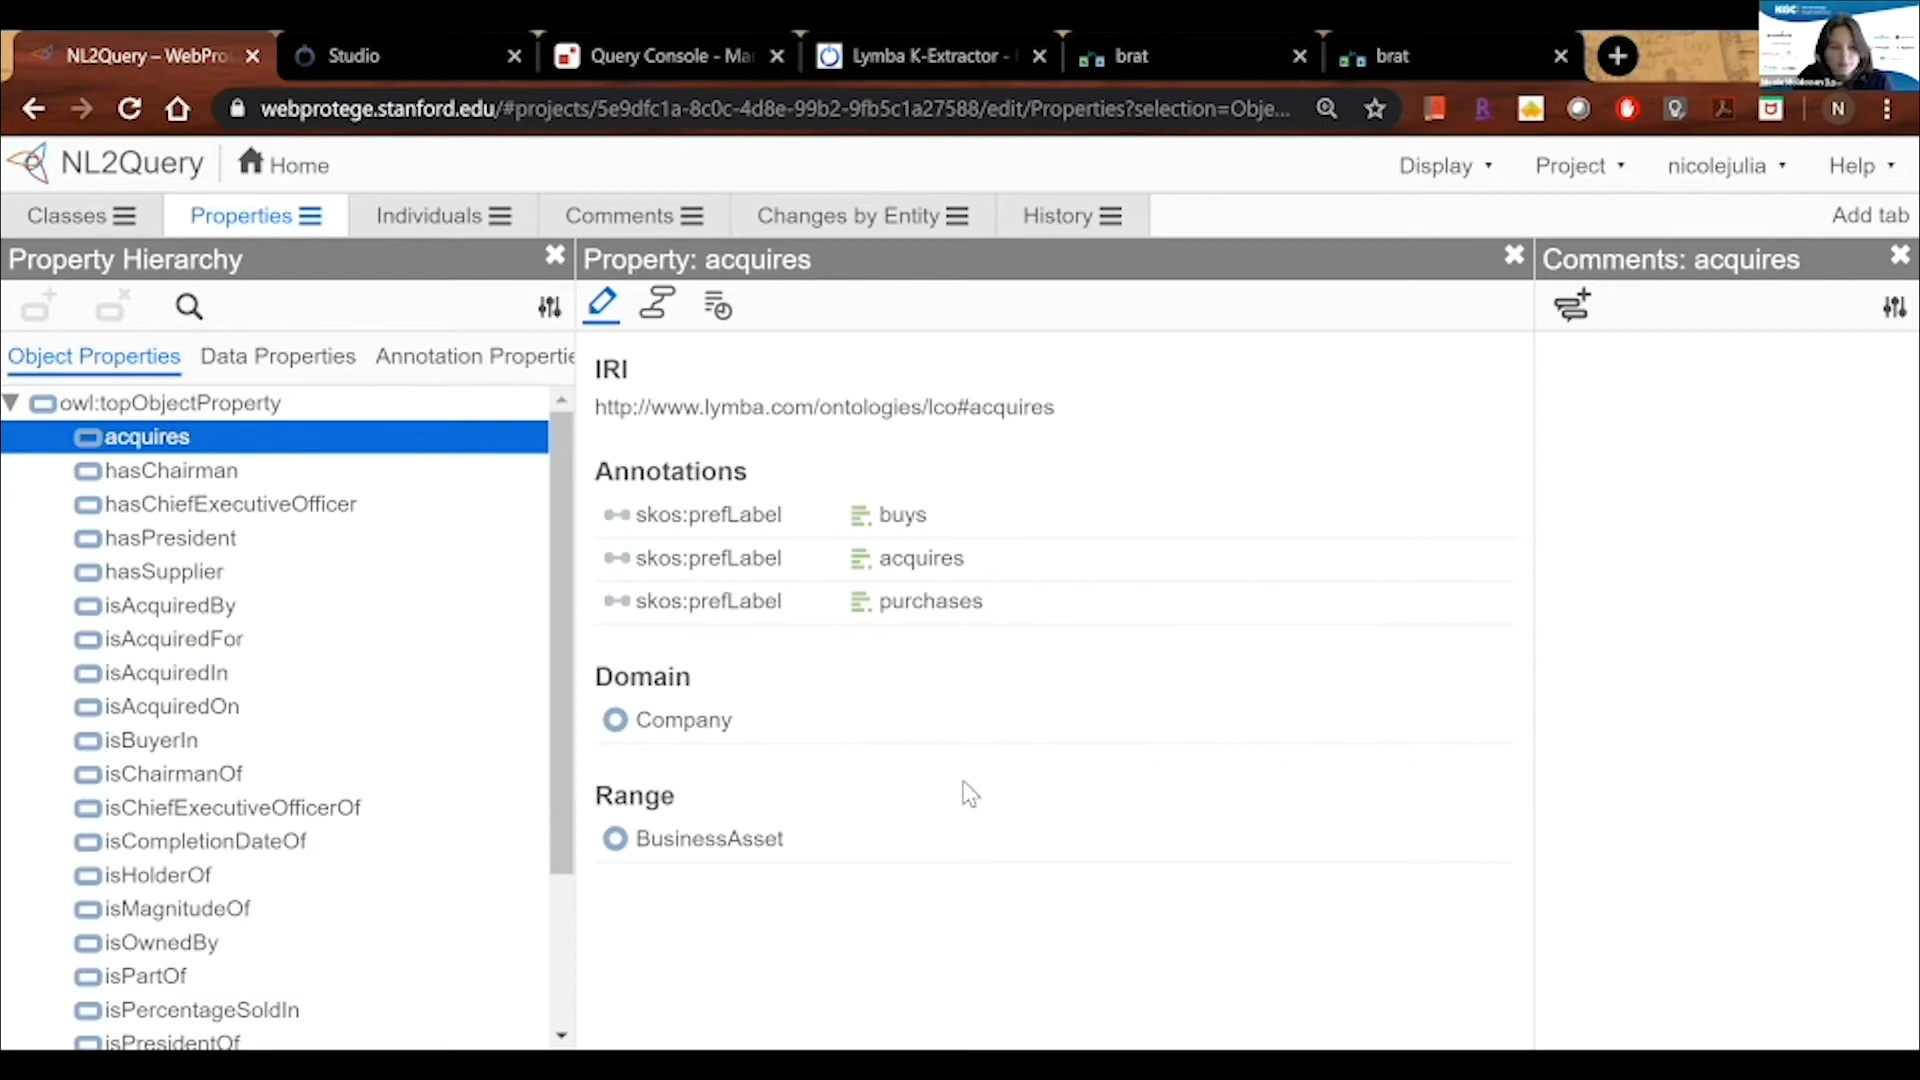 NL2Query – WebPro
Studio
Query Console - Ma
Lymba K-Extractor -
brat
brat
KGC
webprotege.stanford.edu/#projects/5e9dfc1a-8c0c-4d8e-99b2-9fb5c1a27588/edit/Properties?selection=Obje...
N
NL2Query
Home
Display
Project
nicolejulia
Help
Classes
Properties
Individuals
Comments
Changes by Entity
History
Add tab
Property Hierarchy
Property: acquires
Comments: acquires
Object Properties
Data Properties
Annotation Propertie
owl:topObjectProperty
acquires
hasChairman
hasChiefExecutiveOfficer
hasPresident
hasSupplier
isAcquiredBy
isAcquiredFor
isAcquiredIn
isAcquiredOn
isBuyerIn
isChairmanOf
isChiefExecutiveOfficerOf
isCompletionDateOf
isHolderOf
isMagnitudeOf
isOwnedBy
isPartOf
isPercentageSoldIn
isPresidentOf
IRI
http://www.lymba.com/ontologies/lco#acquires
Annotations
skos:prefLabel buys
skos:prefLabel acquires
skos:prefLabel purchases
Domain
Company
Range
BusinessAsset